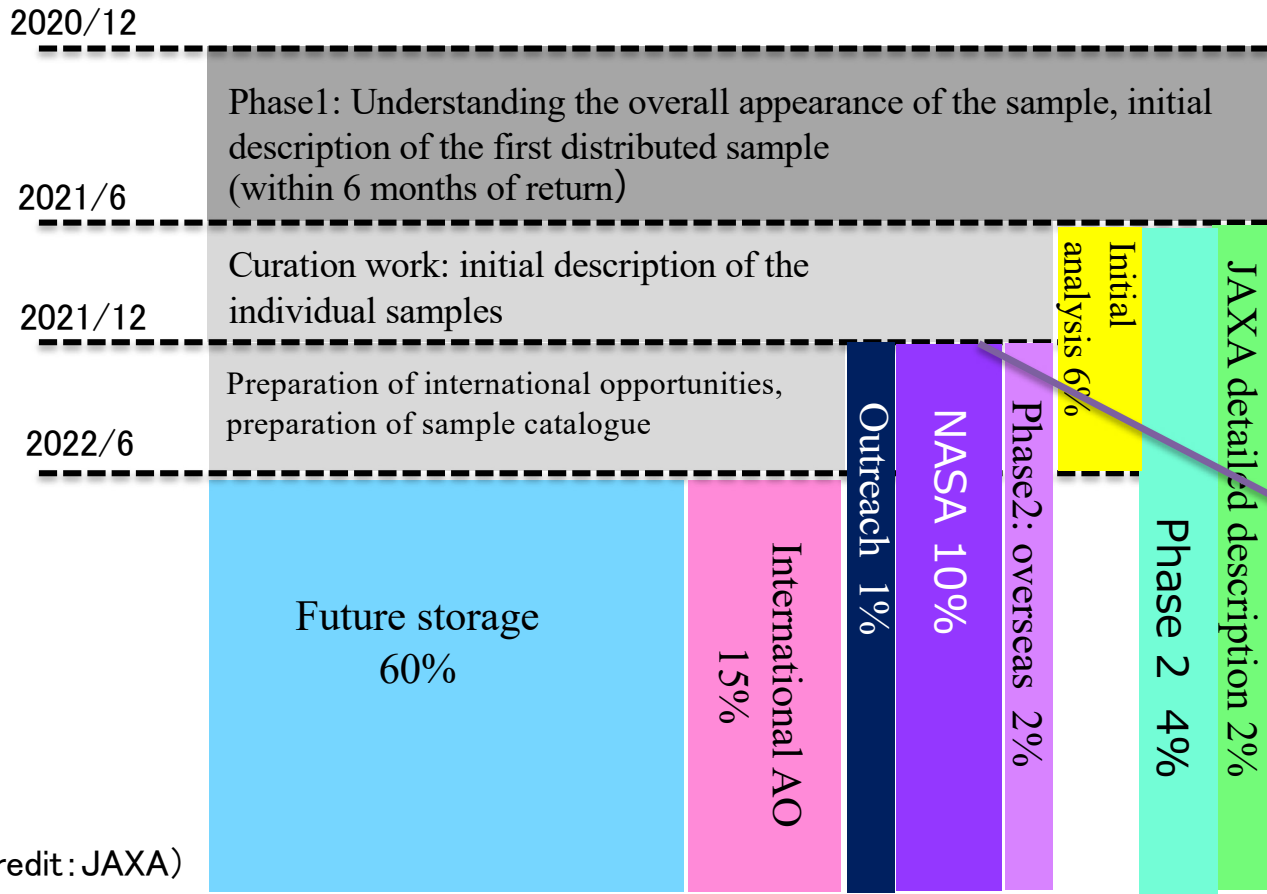 2020/12
Phase1: Understanding the overall appearance of the sample, initial
description of the first distributed sample
(within 6 months of return)
2021/6
Curation work: initial description of the
individual samples
2021/12
Preparation of international opportunities,
preparation of sample catalogue
2022/6
Future storage
60%
International AO
15%
Outreach 1%
NASA 10%
Phase2: overseas 2%
Initial
analysis 6%
Phase 2 4%
JAXA detailed description 2%
redit:JAXA)